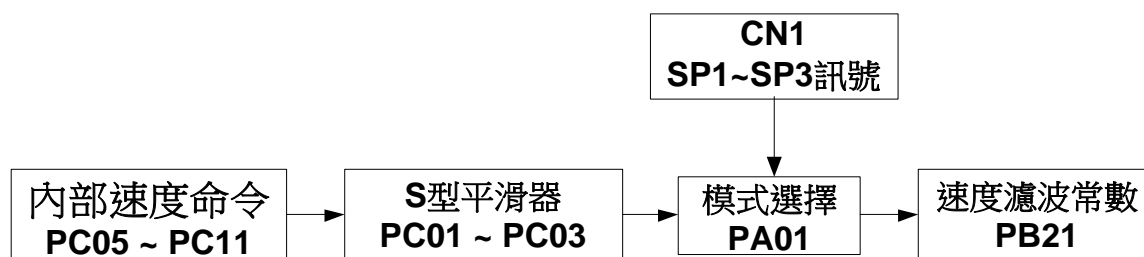 CN1
SP1~SP3訊號
內部速度命令
PC05 ~ PC11
S型平滑器
PC01 ~ PC03
模式選擇
PA01
速度濾波常數
PB21